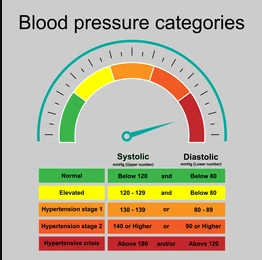 Blood pressure categories
Systolic Diastolic
mmHg (Upper number) mmHg (Lower number)
Normal Below 120 and Below 80
Elevated 120 - 129 and Below 80
Hypertension stage 1 130 - 139 or 80 - 89
Hypertension stage 2 140 or Higher or 90 or Higher
Hypertensive crisis Above 180 and/or Above 120